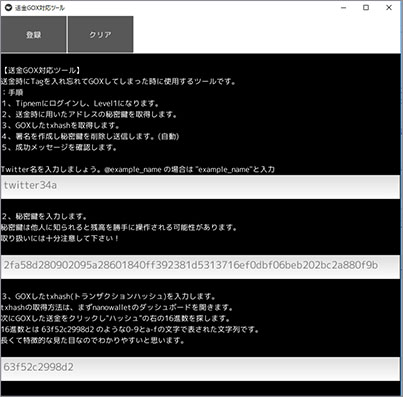 送金GOX対応ツール
登録 クリア
【送金GOX対応ツール】
送金時にTagを入れ忘れてGOXしてしまった時に使用するツールです。
：手順
１、Tipnemにログインし、Level1になります。
２、送金時に用いたアドレスの秘密鍵を取得します。
３、GOXしたtxhashを取得します。
４、署名を作成し秘密鍵を削除し送信します。(自動)
５、成功メッセージを確認します。
Twitter名を入力しましょう。@example_name の場合は "example_name"と入力
twitter34a
２、秘密鍵を入力します。
秘密鍵は他人に知られると残高を勝手に操作される可能性があります。
取り扱いには十分注意して下さい！
2fa58d280902095a28601840ff392381d5313716ef0dbf06beb202bc2a880f9b
３、GOXしたtxhash(トランザクションハッシュ)を入力します。
txhashの取得方法は、まずnanowalletのダッシュボードを開きます。
次にGOXした送金をクリックし"ハッシュ"の右の16進数を探します。
16進数とは 63f52c2998d2 のような0-9とa-fの文字で表された文字列です。
長くて特徴的な見た目なのでわかりやすいと思います。
63f52c2998d2